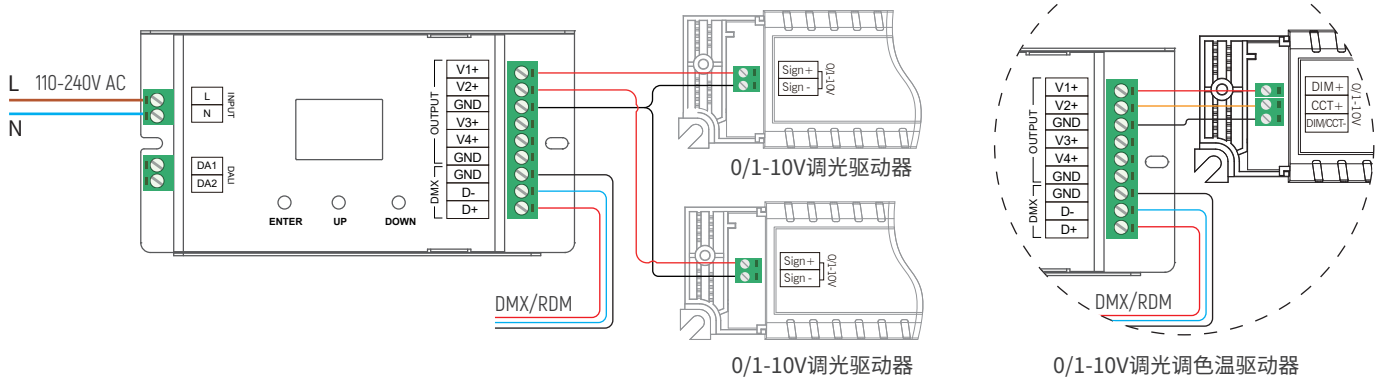 L 110-240V AC
N
L
N
INPUT
DA1
DA2
DALI
ENTER UP DOWN
OUTPUT
V1+
V2+
GND
V3+
V4+
GND
DMX
GND
D-
D+
DMX/RDM
Sign+
Sign -
0/1-10V
0/1-10V调光驱动器
Sign+
Sign -
0/1-10V
0/1-10V调光驱动器
OUTPUT
V1+
V2+
GND
V3+
V4+
GND
DMX
GND
D-
D+
DMX/RDM
DIM+
CCT+
DIM/CCT-
0/1-10V
0/1-10V调光调色温驱动器